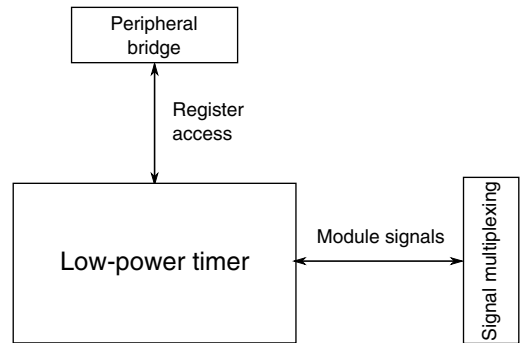 Peripheral
bridge
Register
access
Low-power timer
Module signals
Signal multiplexing